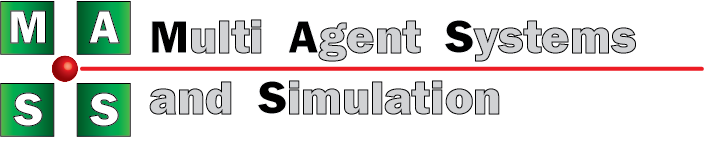 M A Multi Agent Systems
S S and Simulation